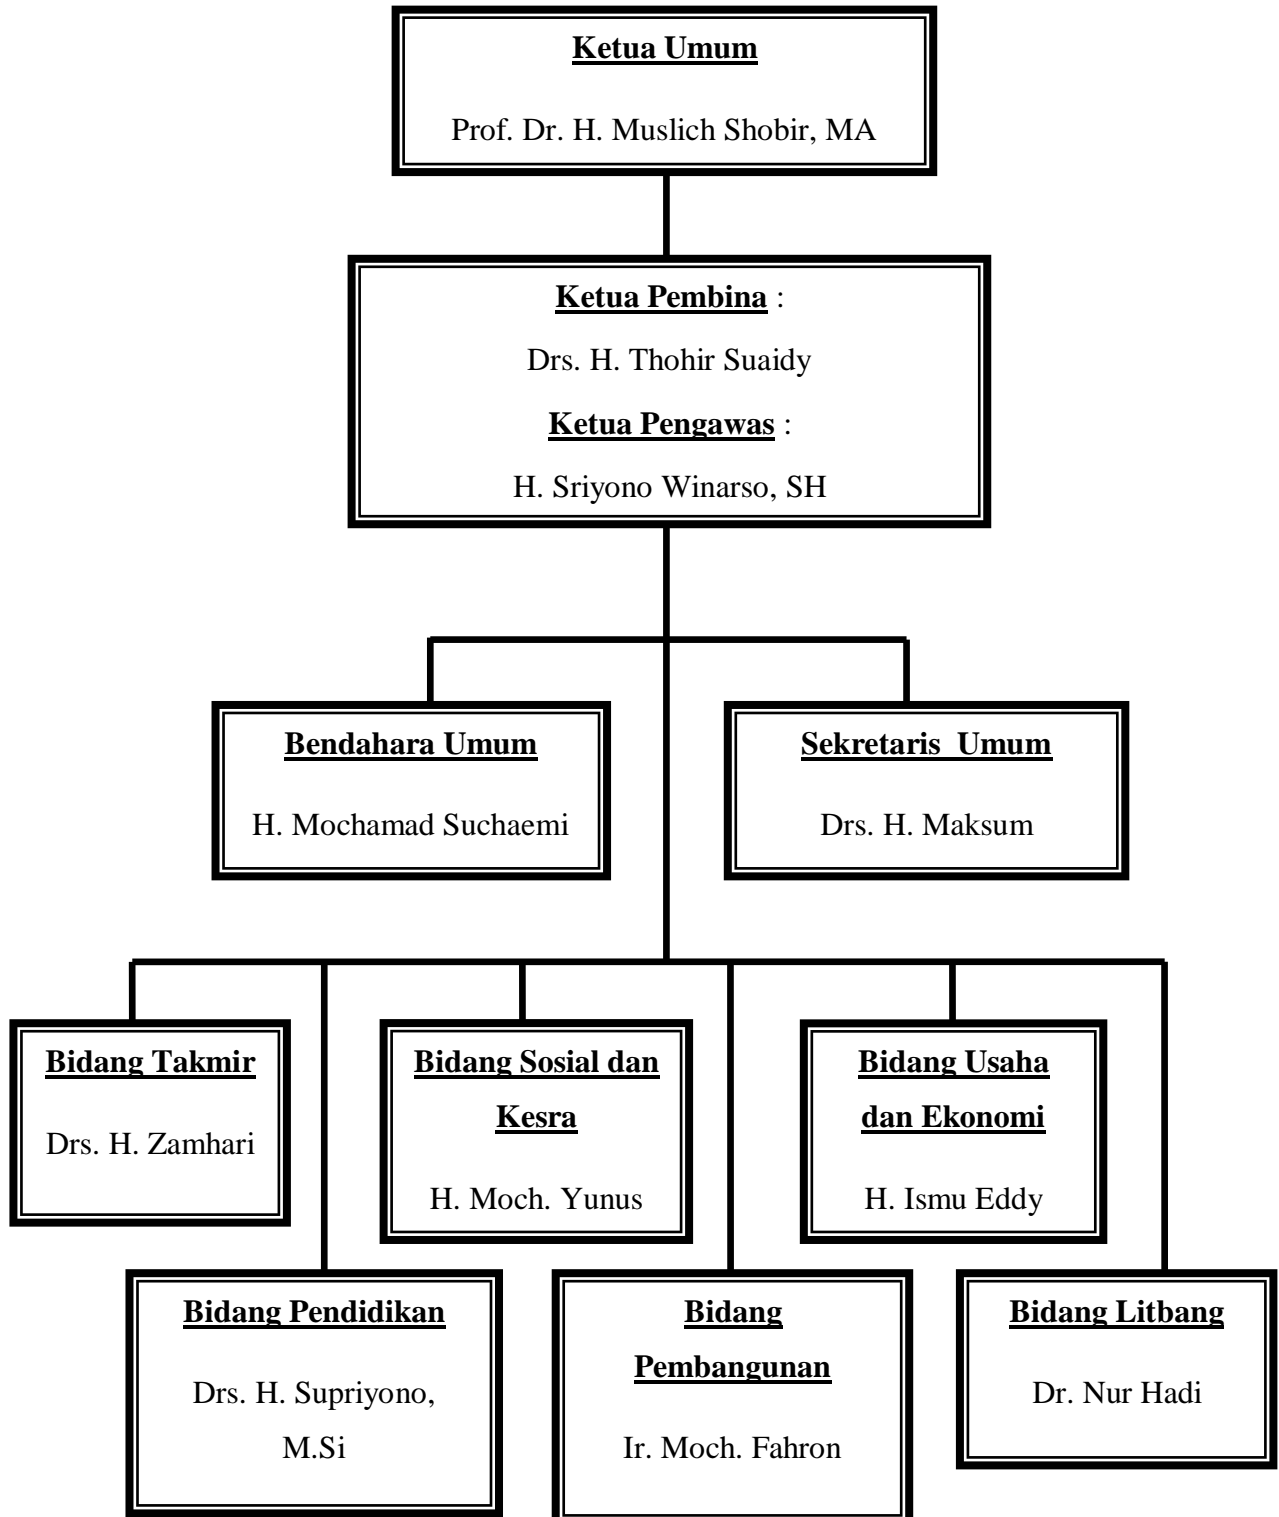 Ketua Umum
Prof. Dr. H. Muslich Shobir, MA
Ketua Pembina :
Drs. H. Thohir Suaidy
Ketua Pengawas :
H. Sriyono Winarso, SH
Bendahara Umum
H. Mochamad Suchaemi
Sekretaris Umum
Drs. H. Maksum
Bidang Takmir
Drs. H. Zamhari
Bidang Sosial dan
Kesra
H. Moch. Yunus
Bidang Usaha
dan Ekonomi
H. Ismu Eddy
Bidang Pendidikan
Drs. H. Supriyono,
M.Si
Bidang
Pembangunan
Ir. Moch. Fahron
Bidang Litbang
Dr. Nur Hadi